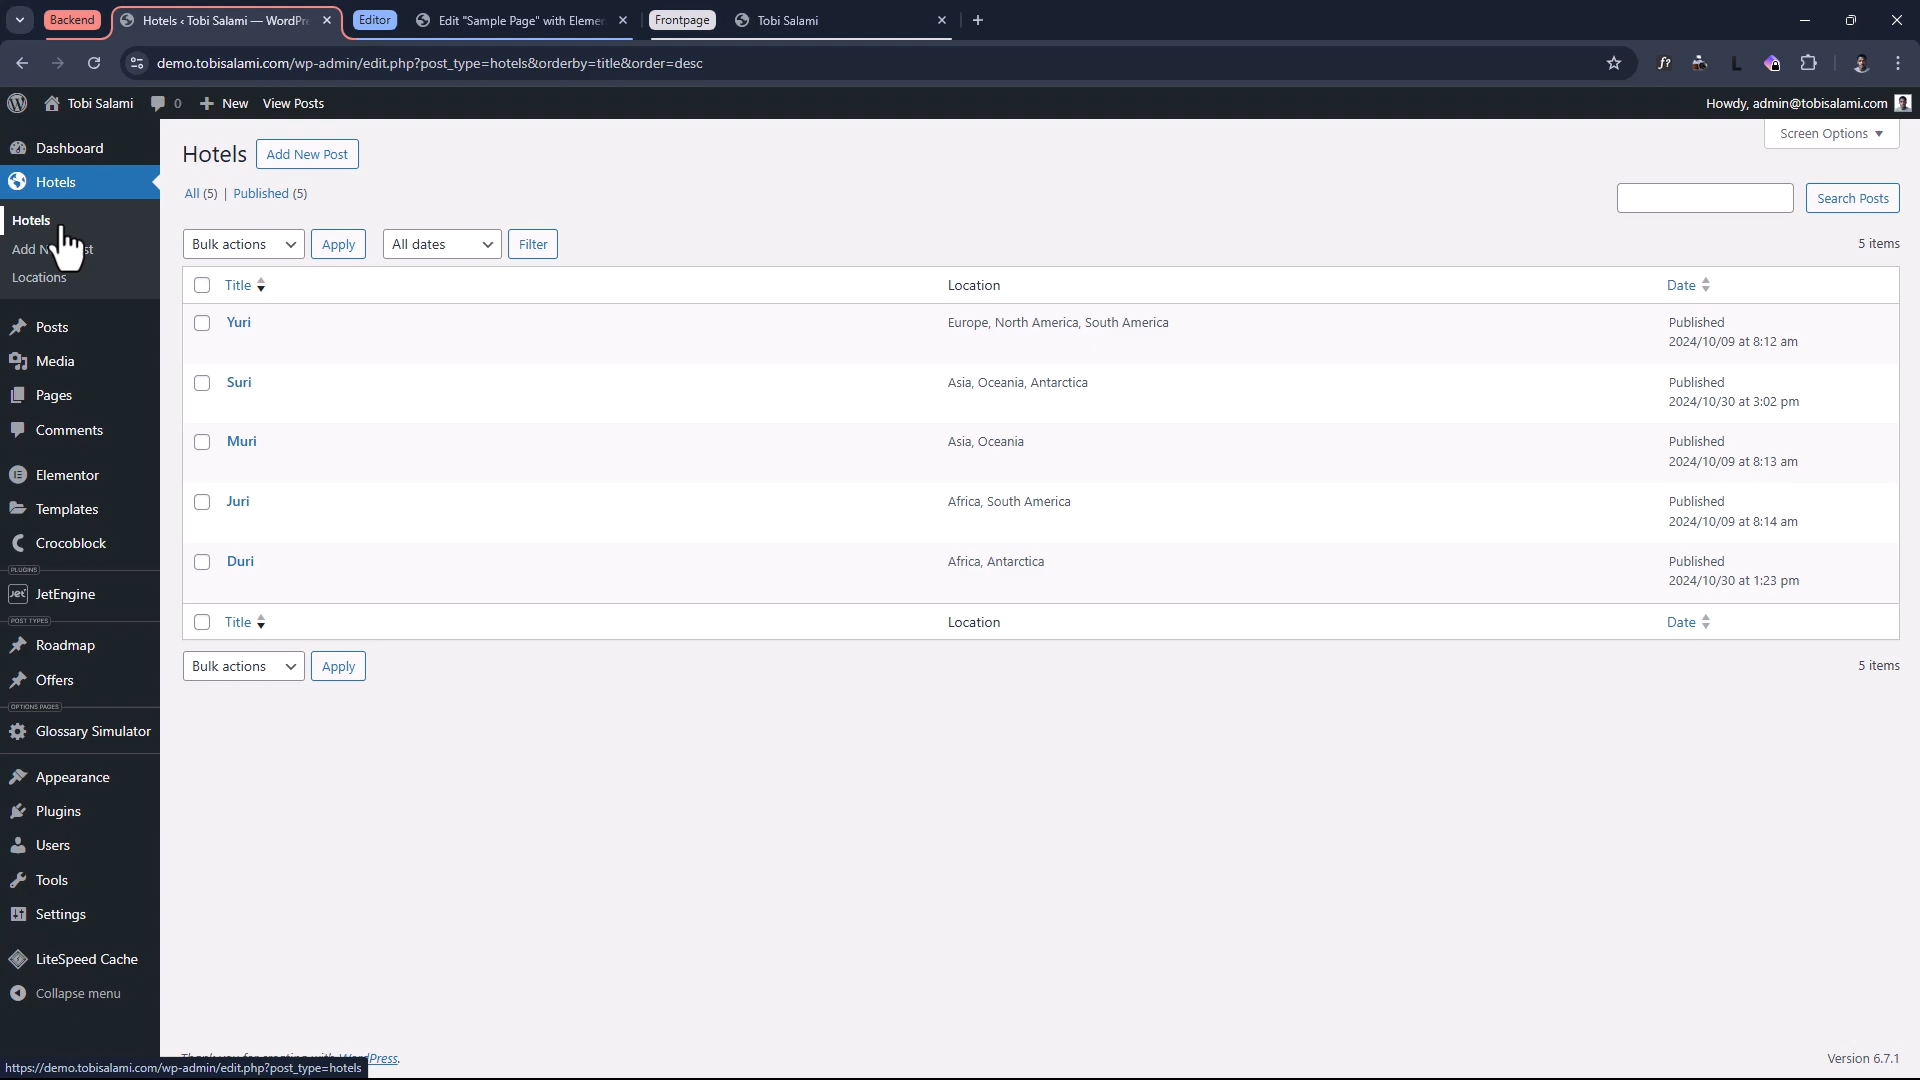 Backend
Hotels ‹ Tobi Salami — WordPr
Editor
Edit "Sample Page" with Eleme
Frontpage
Tobi Salami
demo.tobisalami.com/wp-admin/edit.php?post_type=hotels&orderby=title&order=desc
f?
L
Tobi Salami
0
New
View Posts
Howdy, admin@tobisalami.com
Dashboard
Hotels
Hotels
Locations
Posts
Media
Pages
Comments
Elementor
Templates
Crocoblock
PLUGINS
Jet JetEngine
POST TYPES
Roadmap
Offers
OPTIONS PAGES
Glossary Simulator
Appearance
Plugins
Users
Tools
Settings
LiteSpeed Cache
Collapse menu
Screen Options
Hotels
Add New Post
All (5) | Published (5)
Search Posts
Bulk actions
Apply
All dates
Filter
5 items
Title
Location
Date
Yuri
Europe, North America, South America
Published
2024/10/09 at 8:12 am
Suri
Asia, Oceania, Antarctica
Published
2024/10/30 at 3:02 pm
Muri
Asia, Oceania
Published
2024/10/09 at 8:13 am
Juri
Africa, South America
Published
2024/10/09 at 8:14 am
Duri
Africa, Antarctica
Published
2024/10/30 at 1:23 pm
Title
Location
Date
Bulk actions
Apply
5 items
Thank you for creating with WordPress.
Version 6.7.1
https://demo.tobisalami.com/wp-admin/edit.php?post_type=hotels